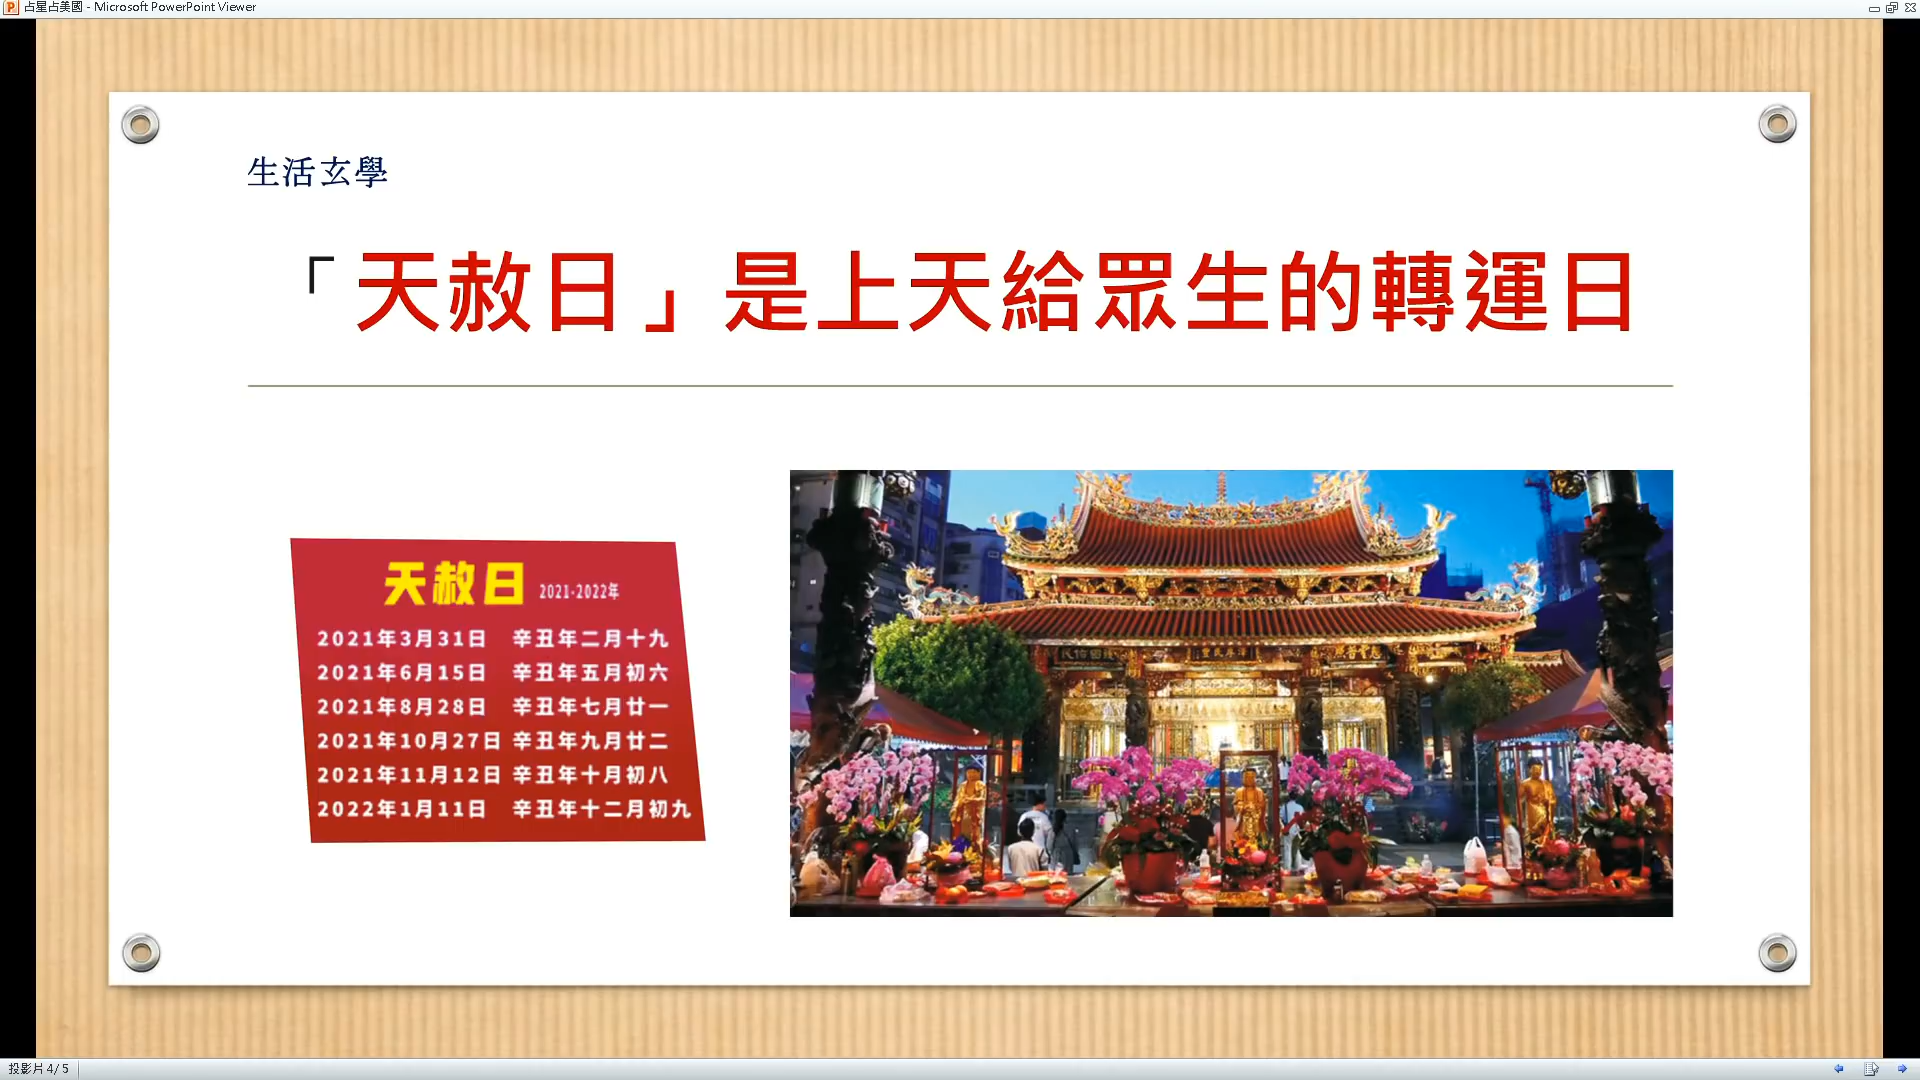 占星占美國 - Microsoft PowerPoint Viewer
生活玄學
「天赦日」是上天給眾生的轉運日
天赦日 2021-2022年
2021年3月31日 辛丑年二月十九
2021年6月15日 辛丑年五月初六
2021年8月28日 辛丑年七月廿一
2021年10月27日 辛丑年九月廿二
2021年11月12日 辛丑年十月初八
2022年1月11日 辛丑年十二月初九
投影片 4/5